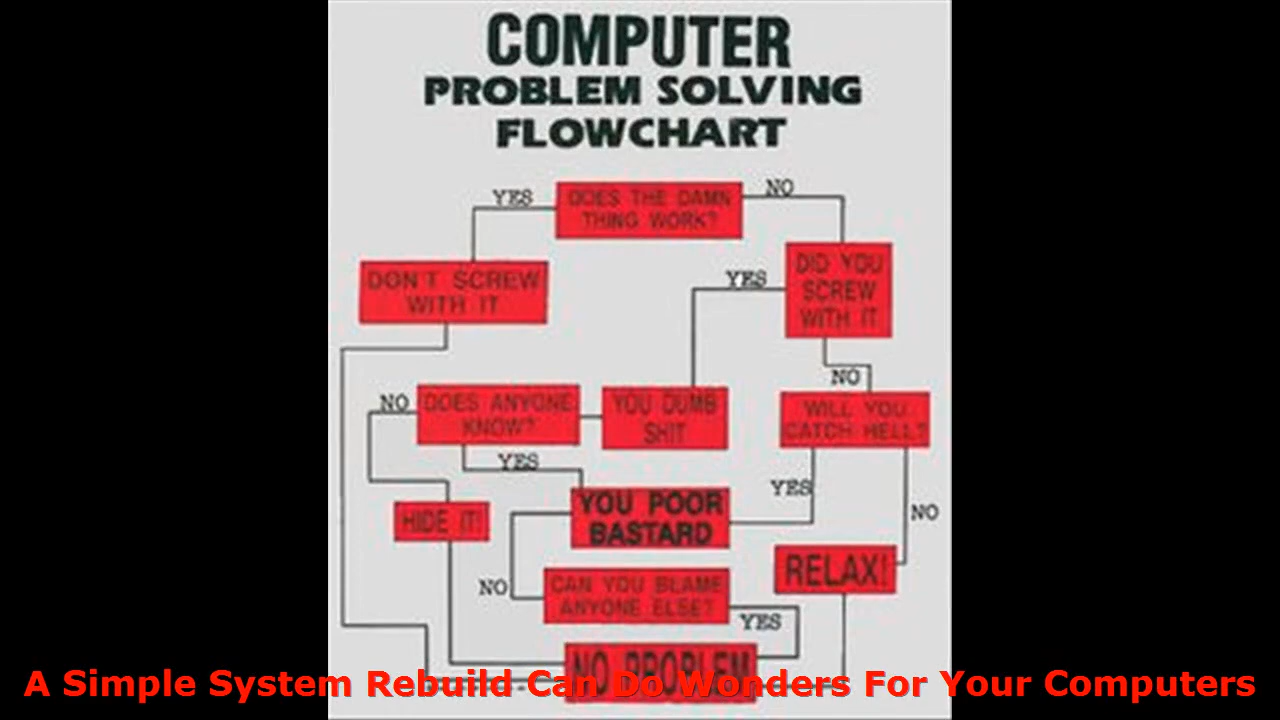 COMPUTER
PROBLEM SOLVING
FLOWCHART
YES
DOES THE DAMN
THING WORK?
NO
DON'T SCREW
WITH IT
YES
DID YOU
SCREW
WITH IT
NO
NO
DOES ANYONE
KNOW?
YOU DUMB
SHIT
WILL YOU
CATCH HELL?
YES
YES
NO
HIDE IT!
YOU POOR
BASTARD
RELAX!
NO
CAN YOU BLAME
ANYONE ELSE?
YES
NO PROBLEM
A Simple System Rebuild Can Do Wonders For Your Computers